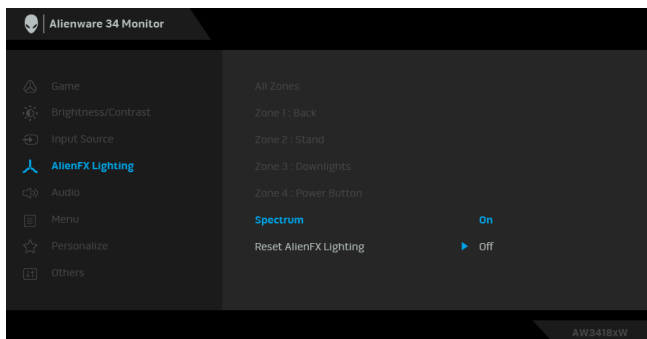 Alienware 34 Monitor
Game
All Zones
Brightness/Contrast
Zone 1 : Back
Input Source
Zone 2 : Stand
AlienFX Lighting
Zone 3 : Downlights
Audio
Zone 4 : Power Button
Menu
Spectrum On
Personalize
Reset AlienFX Lighting Off
Others
AW3418xW